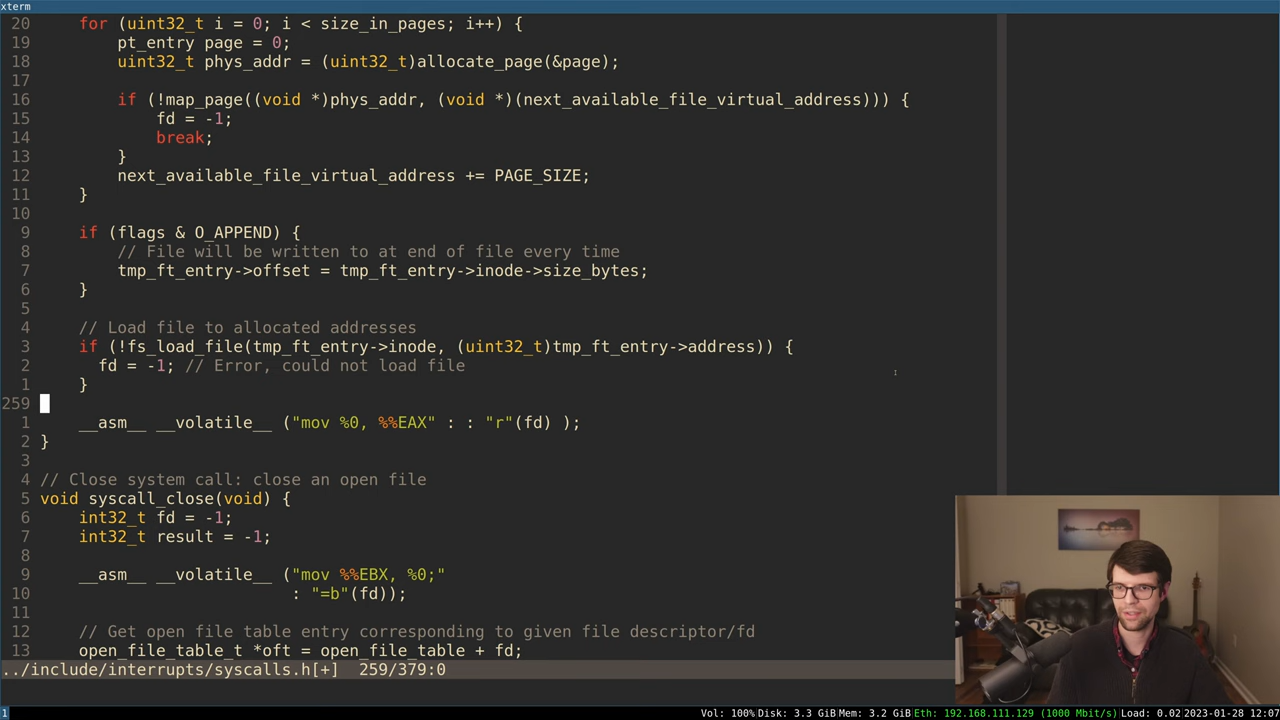 xterm
20     for (uint32_t i = 0; i < size_in_pages; i++) {
19         pt_entry page = 0;
18         uint32_t phys_addr = (uint32_t)allocate_page(&page);
17
16         if (!map_page((void *)phys_addr, (void *)(next_available_file_virtual_address))) {
15             fd = -1;
14             break;
13         }
12         next_available_file_virtual_address += PAGE_SIZE;
11     }
10
9     if (flags & O_APPEND) {
8         // File will be written to at end of file every time
7         tmp_ft_entry->offset = tmp_ft_entry->inode->size_bytes;
6     }
5
4     // Load file to allocated addresses
3     if (!fs_load_file(tmp_ft_entry->inode, (uint32_t)tmp_ft_entry->address)) {
2       fd = -1; // Error, could not load file
1     }
259
1     __asm__ __volatile__ ("mov %0, %%EAX" : : "r"(fd) );
2 }
3
4 // Close system call: close an open file
5 void syscall_close(void) {
6     int32_t fd = -1;
7     int32_t result = -1;
8
9     __asm__ __volatile__ ("mov %%EBX, %0;"
10                           : "=b"(fd));
11
12     // Get open file table entry corresponding to given file descriptor/fd
13     open_file_table_t *oft = open_file_table + fd;
../include/interrupts/syscalls.h[+]  259/379:0
1 Vol: 100% Disk: 3.3 GiB Mem: 3.2 GiB Eth: 192.168.111.129 (1000 Mbit/s) Load: 0.02 2023-01-28 12:07